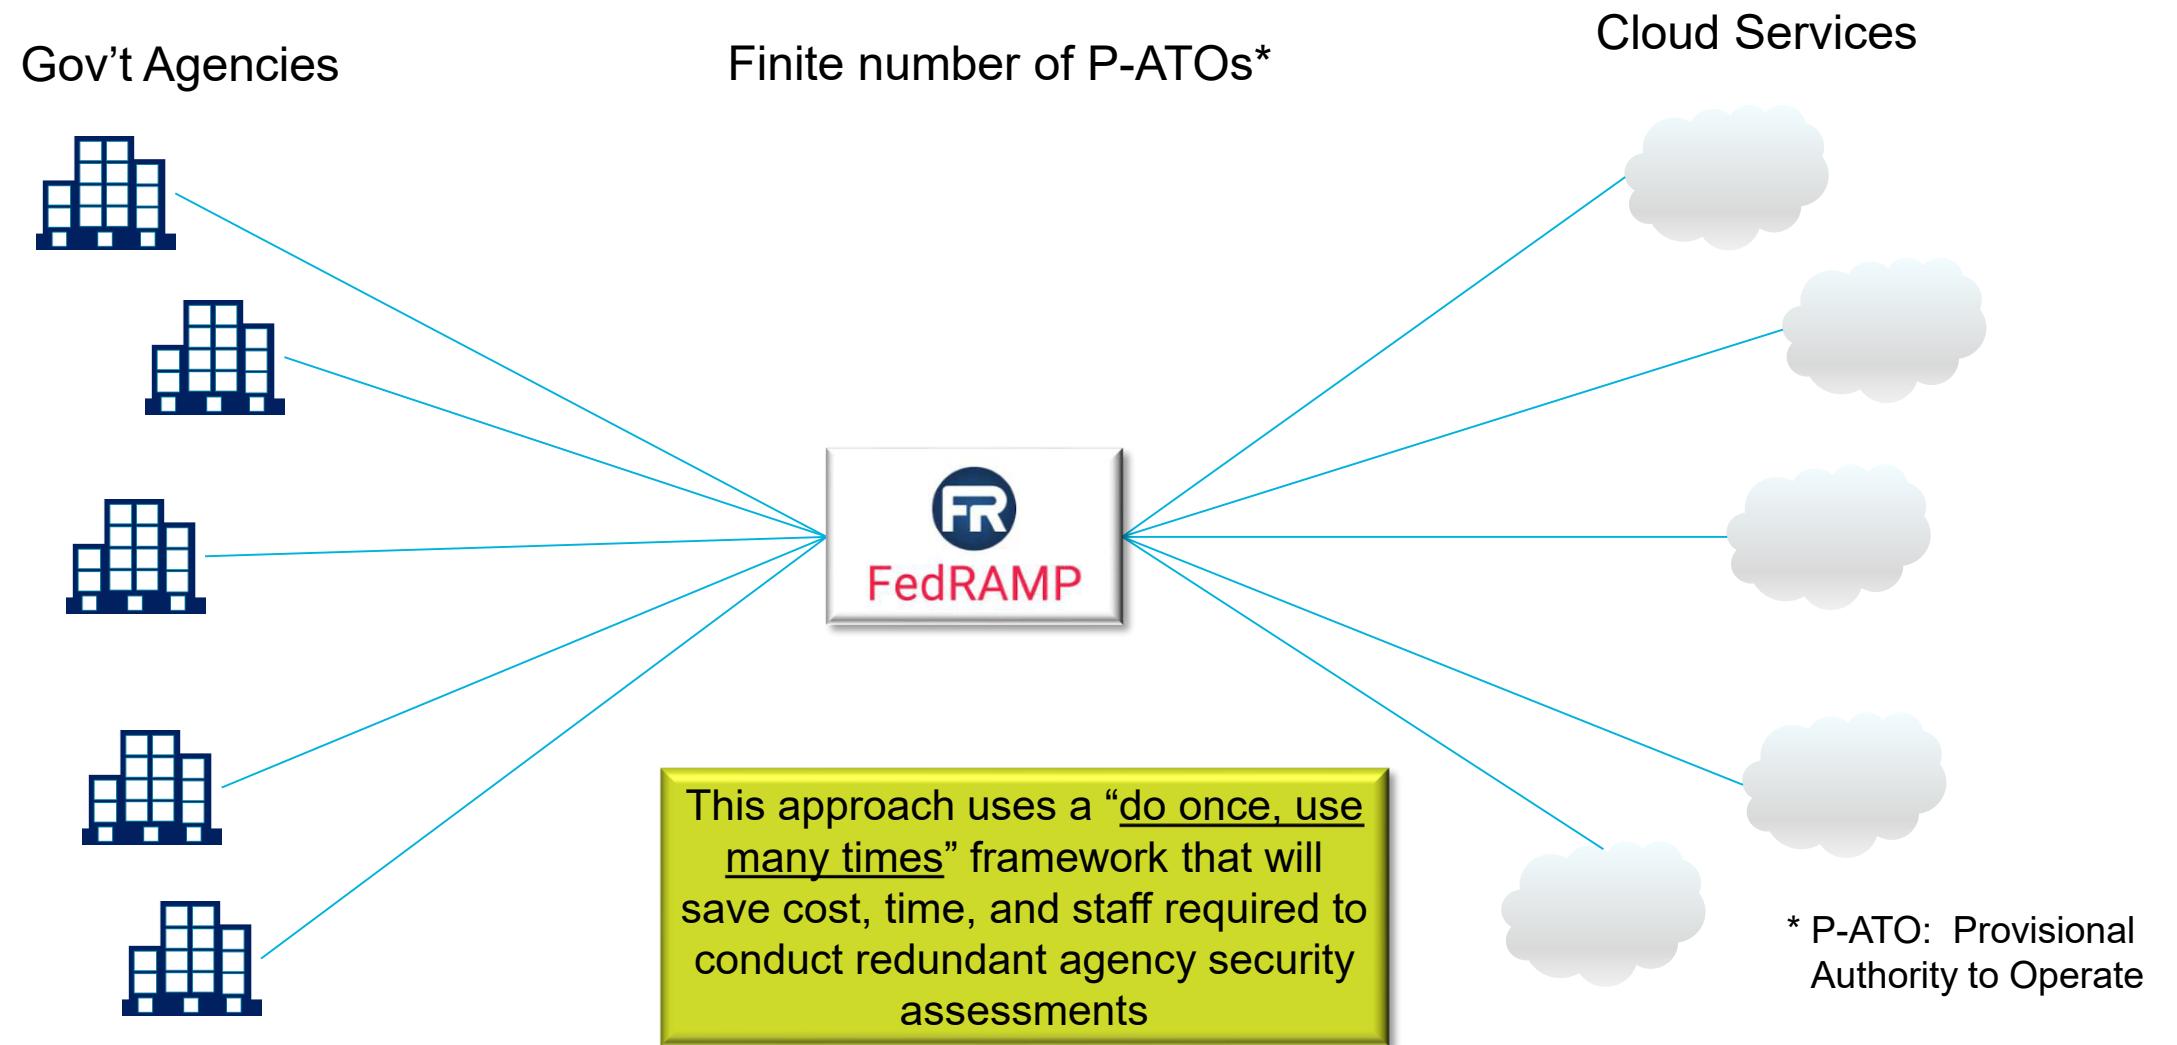 Gov't Agencies
Finite number of P-ATOs*
Cloud Services
FR
FedRAMP
This approach uses a “do once, use
many times” framework that will
save cost, time, and staff required to
conduct redundant agency security
assessments
* P-ATO:  Provisional
Authority to Operate